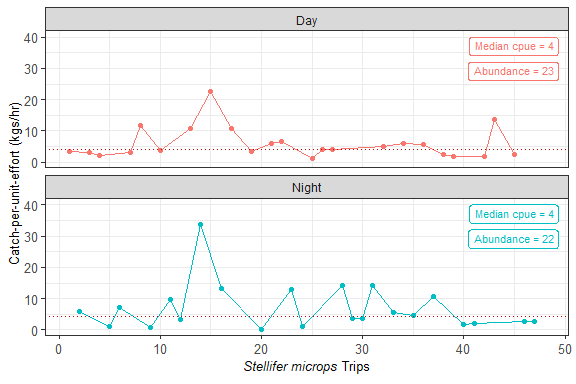 Day
40
30
20
10
0
Median cpue = 4
Abundance = 23
Catch-per-unit-effort (kgs/hr)
Night
40
30
20
10
0
Median cpue = 4
Abundance = 22
0 10 20 30 40 50
Stellifer microps Trips